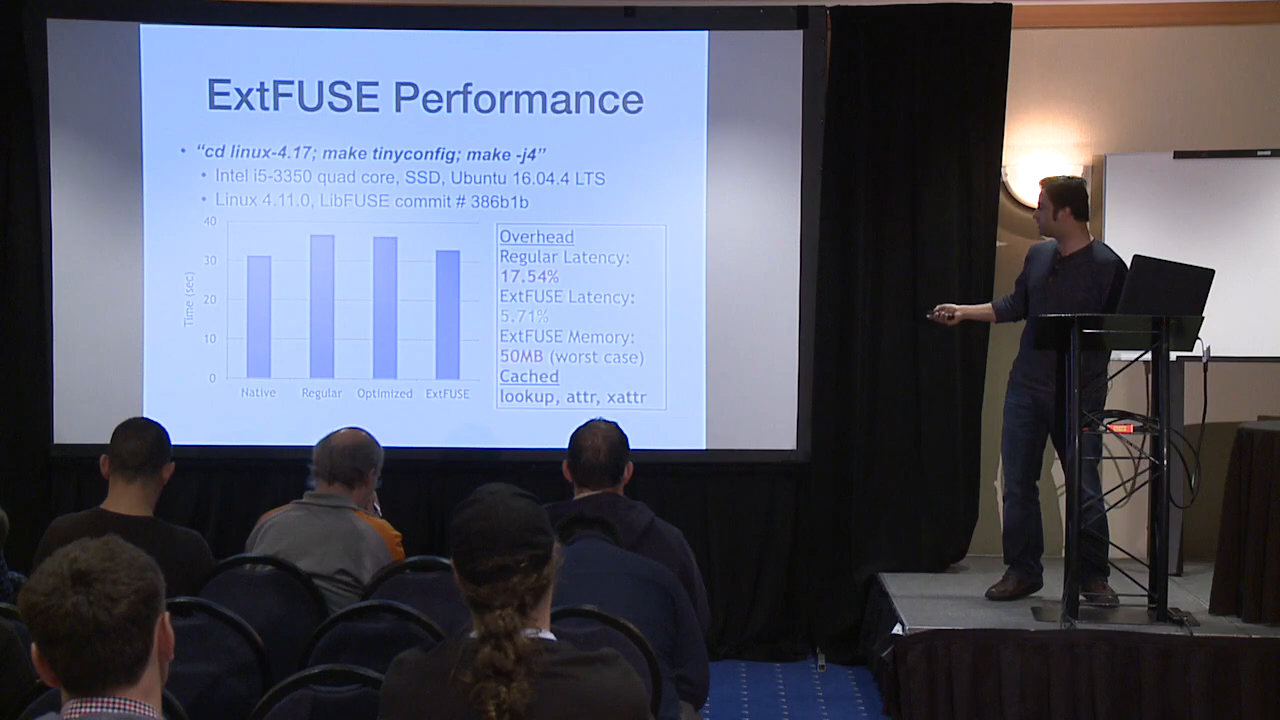 ExtFUSE Performance
• “cd linux-4.17; make tinyconfig; make -j4”
• Intel i5-3350 quad core, SSD, Ubuntu 16.04.4 LTS
• Linux 4.11.0, LibFUSE commit # 386b1b
40
30
20
10
0
Time (sec)
Native Regular Optimized ExtFUSE
Overhead
Regular Latency:
17.54%
ExtFUSE Latency:
5.71%
ExtFUSE Memory:
50MB (worst case)
Cached
lookup, attr, xattr